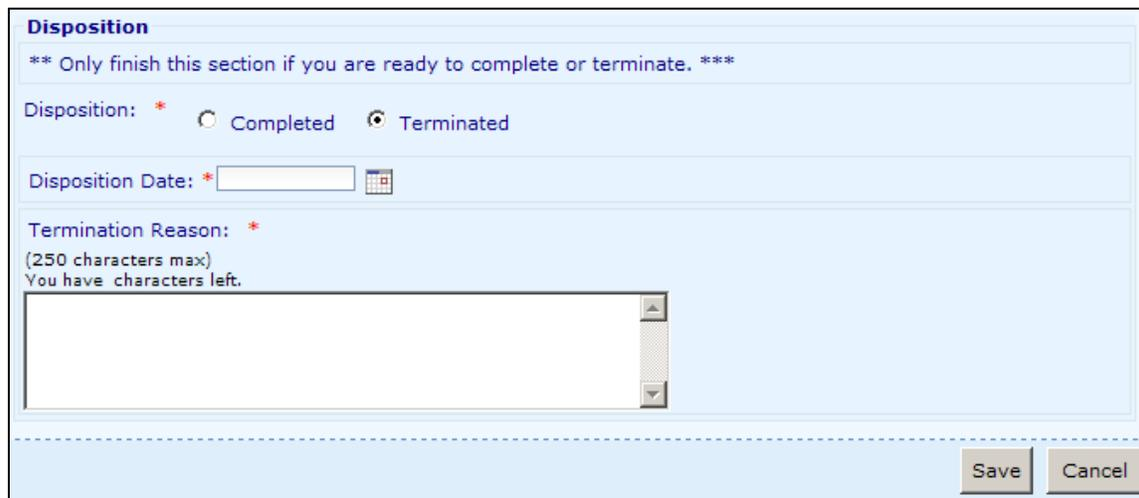 Disposition
** Only finish this section if you are ready to complete or terminate. ***
Disposition: * Completed Terminated
Disposition Date: *
Termination Reason: *
(250 characters max)
You have characters left.
Save Cancel